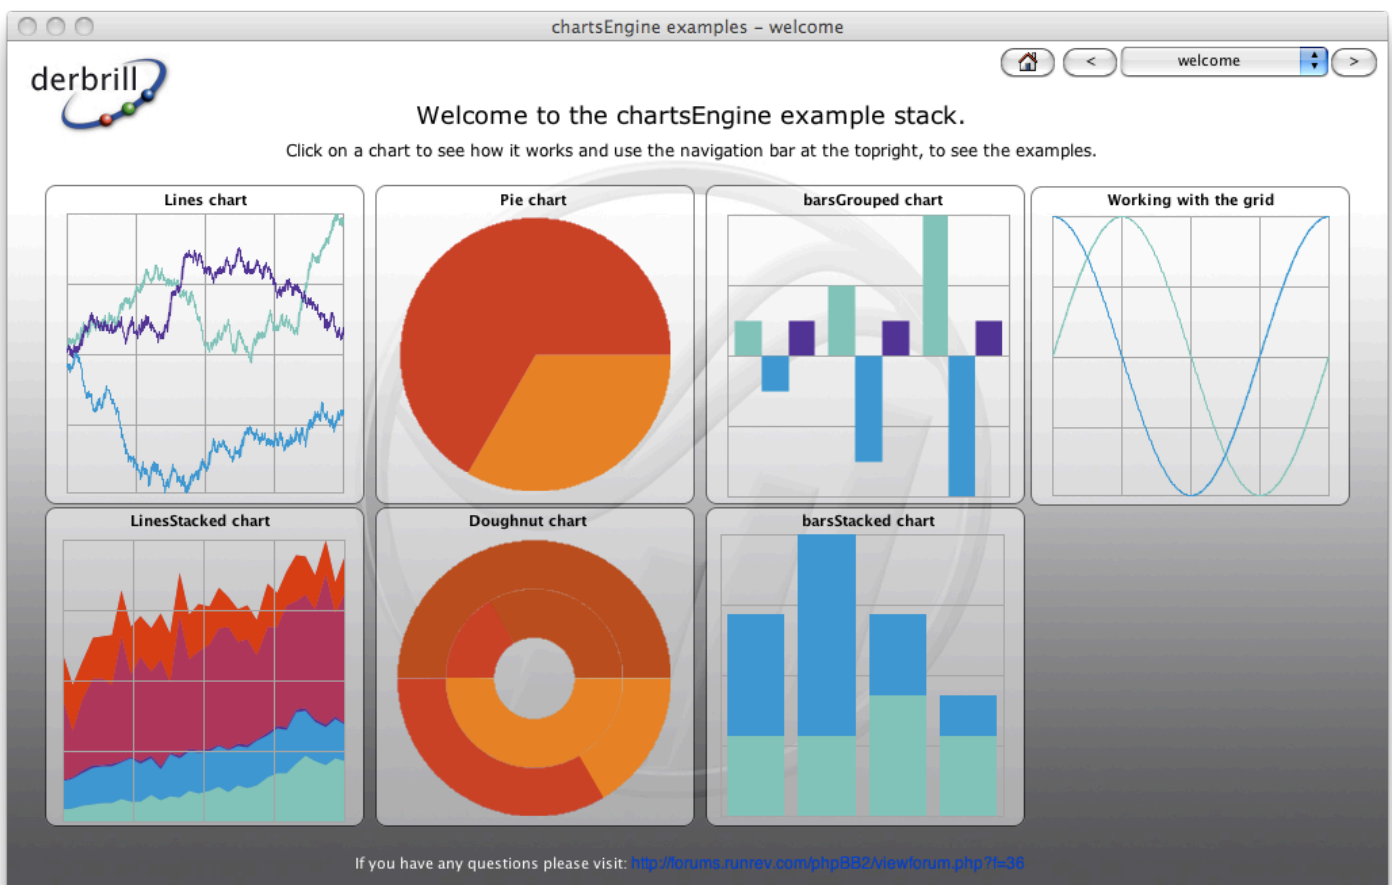 chartsEngine examples – welcome
derbrill
< welcome >
Welcome to the chartsEngine example stack.
Click on a chart to see how it works and use the navigation bar at the topright, to see the examples.
Lines chart
Pie chart
barsGrouped chart
Working with the grid
LinesStacked chart
Doughnut chart
barsStacked chart
If you have any questions please visit: http://forums.runrev.com/phpBB2/viewforum.php?f=36